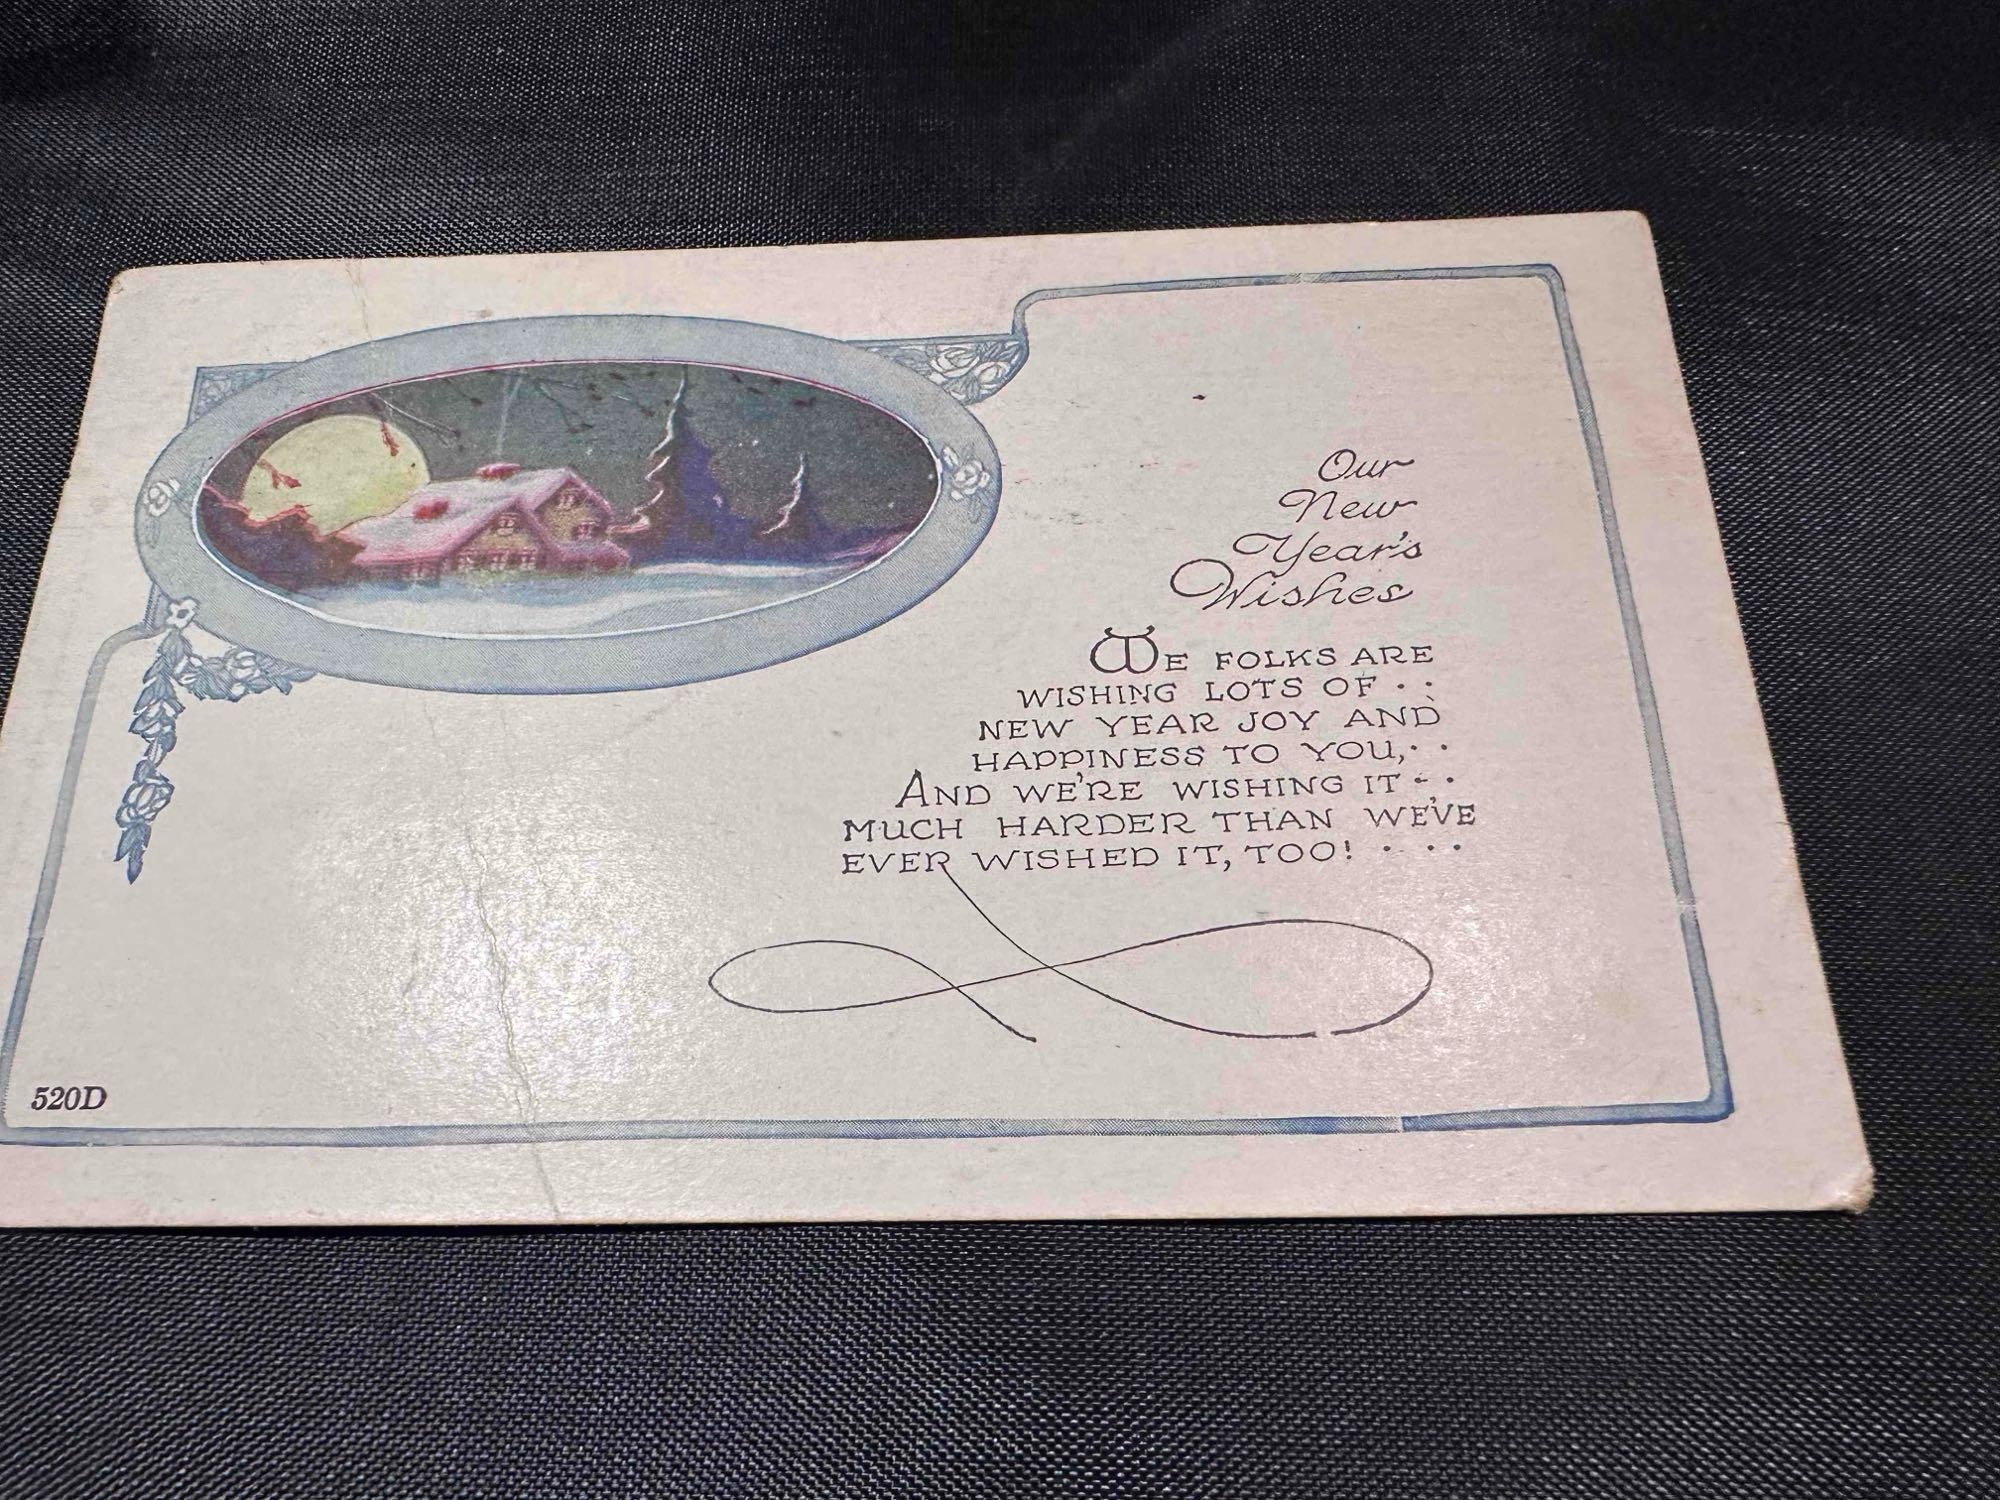 Our
New
Year's
Wishes
WE FOLKS ARE
WISHING LOTS OF . .
NEW YEAR JOY AND
HAPPINESS TO YOU, . .
AND WE'RE WISHING IT . .
MUCH HARDER THAN WE'VE
EVER WISHED IT, TOO! . . . .
520D